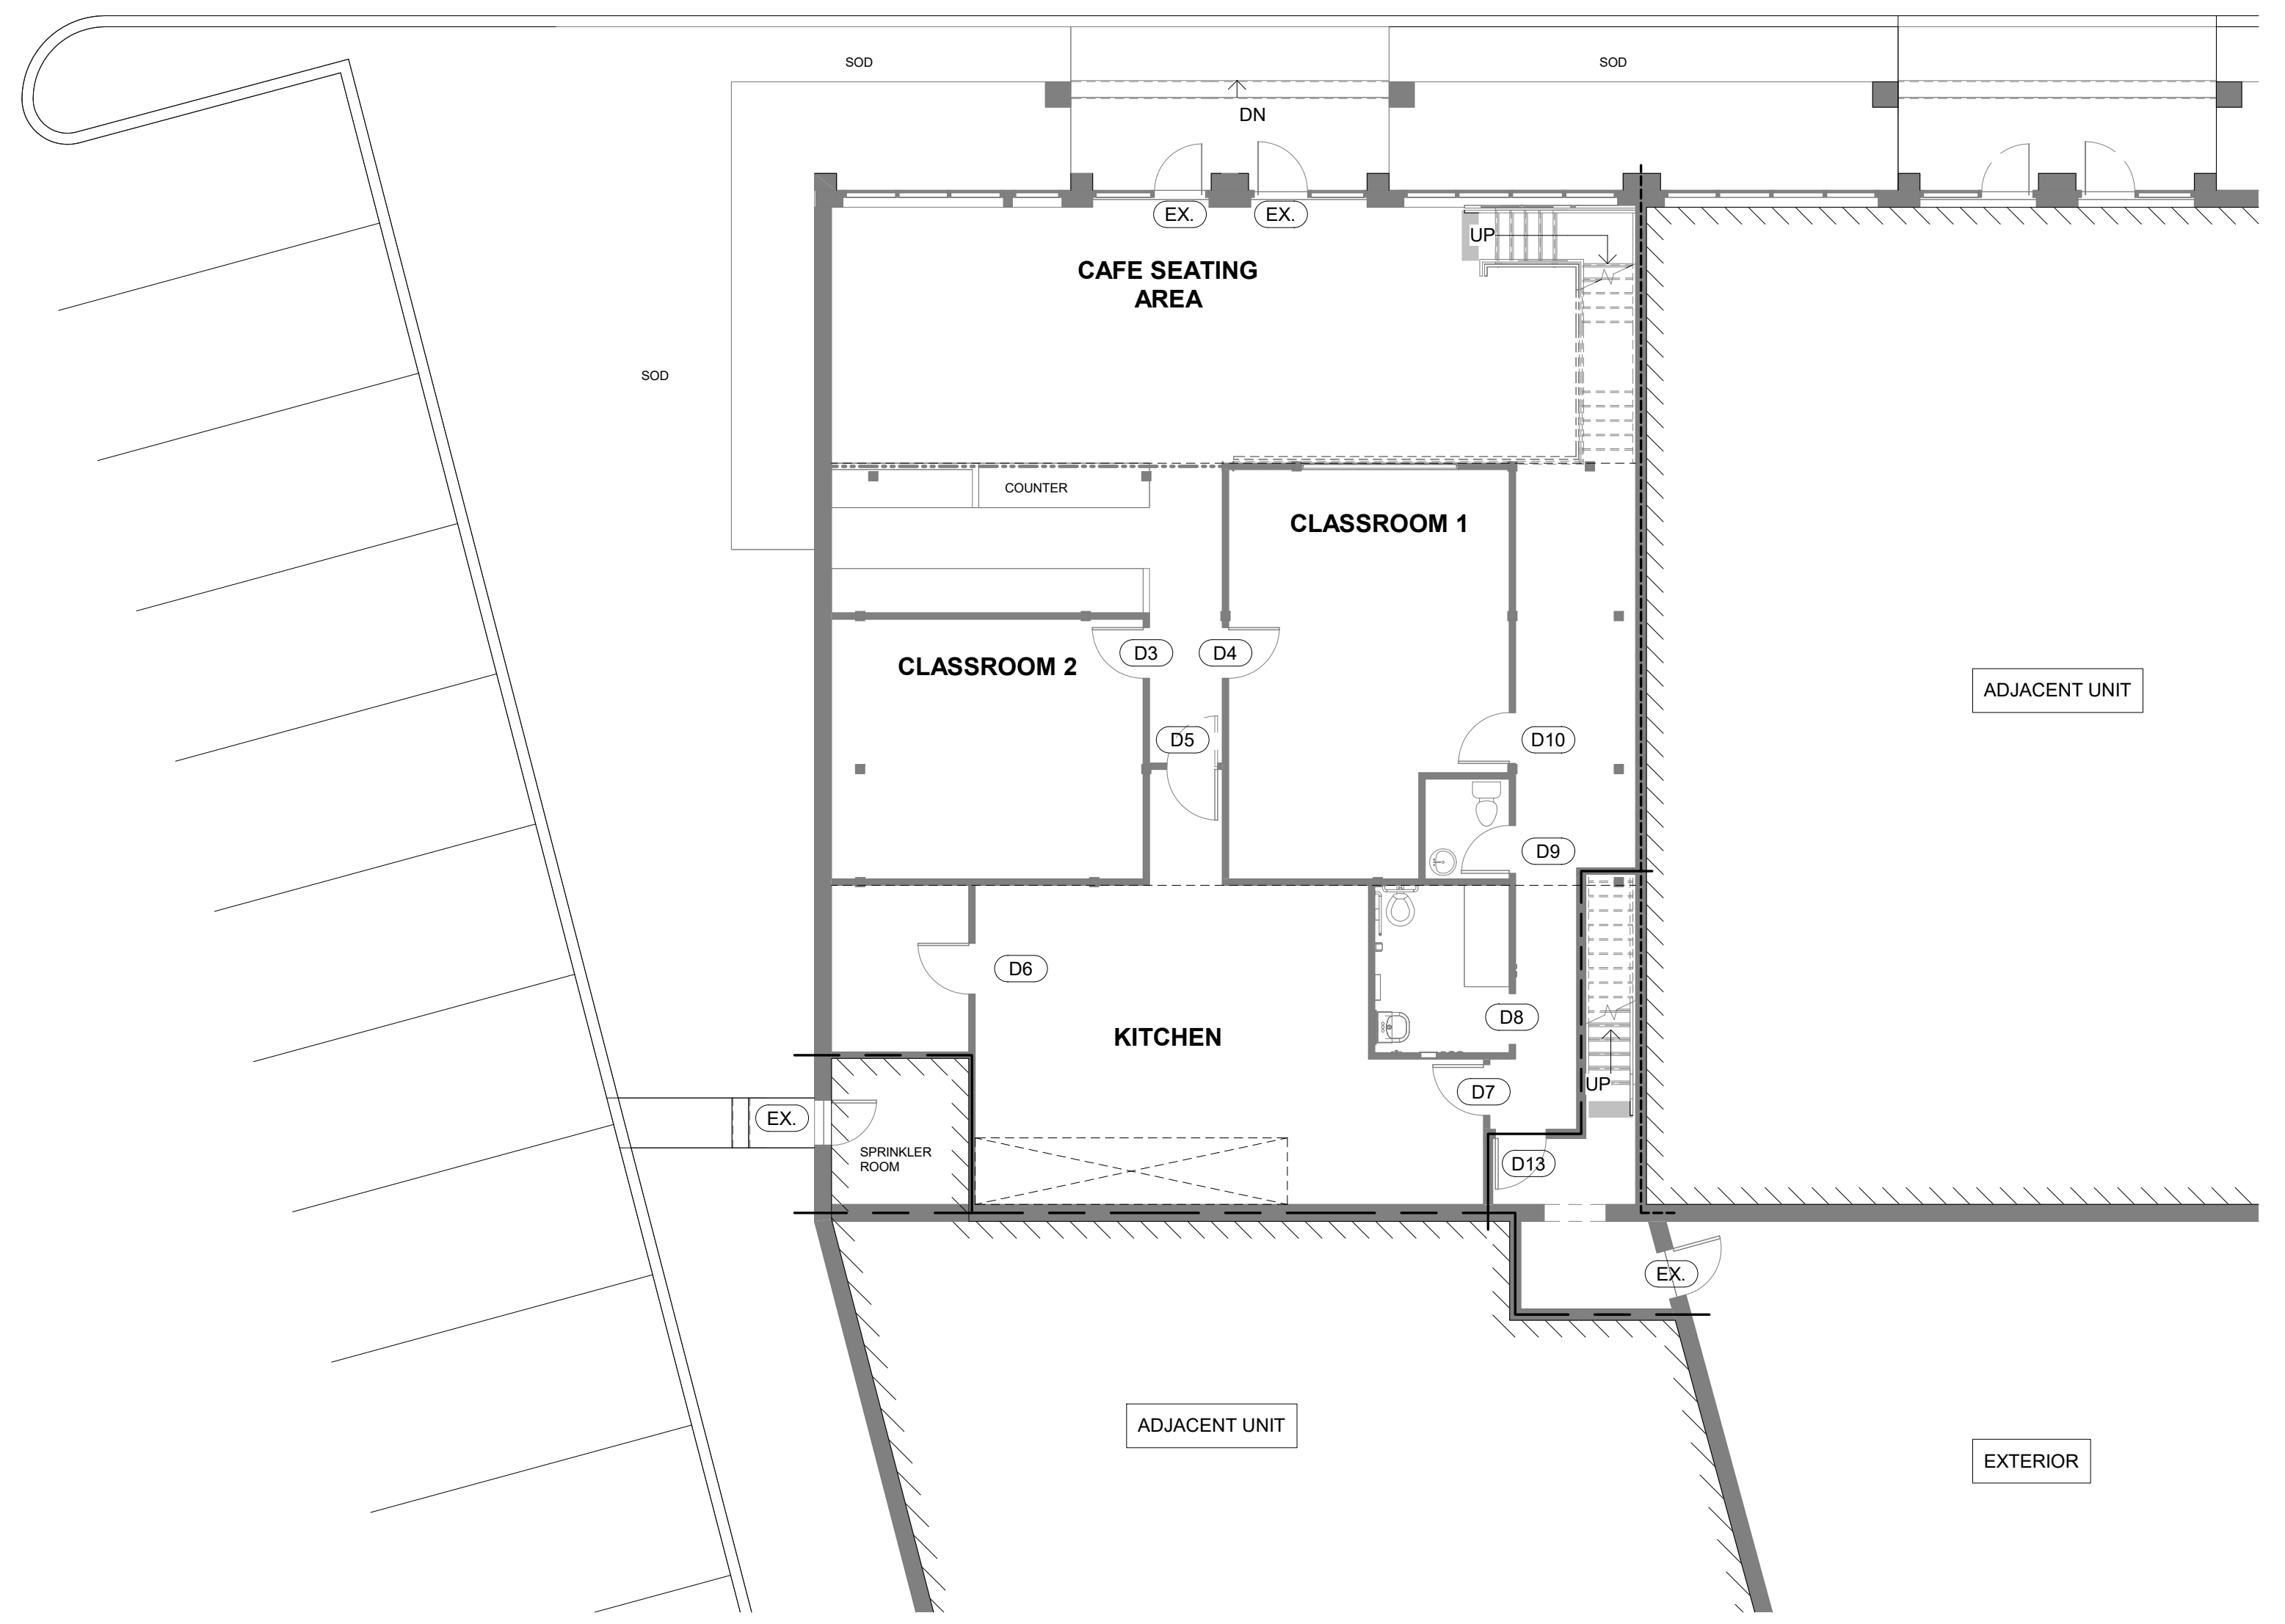 SOD
SOD
DN
EX.
EX.
UP
CAFE SEATING
AREA
SOD
COUNTER
CLASSROOM 1
D3
D4
CLASSROOM 2
ADJACENT UNIT
D5
D10
D9
D6
D8
KITCHEN
UP
D7
EX.
SPRINKLER
ROOM
D13
EX.
ADJACENT UNIT
EXTERIOR